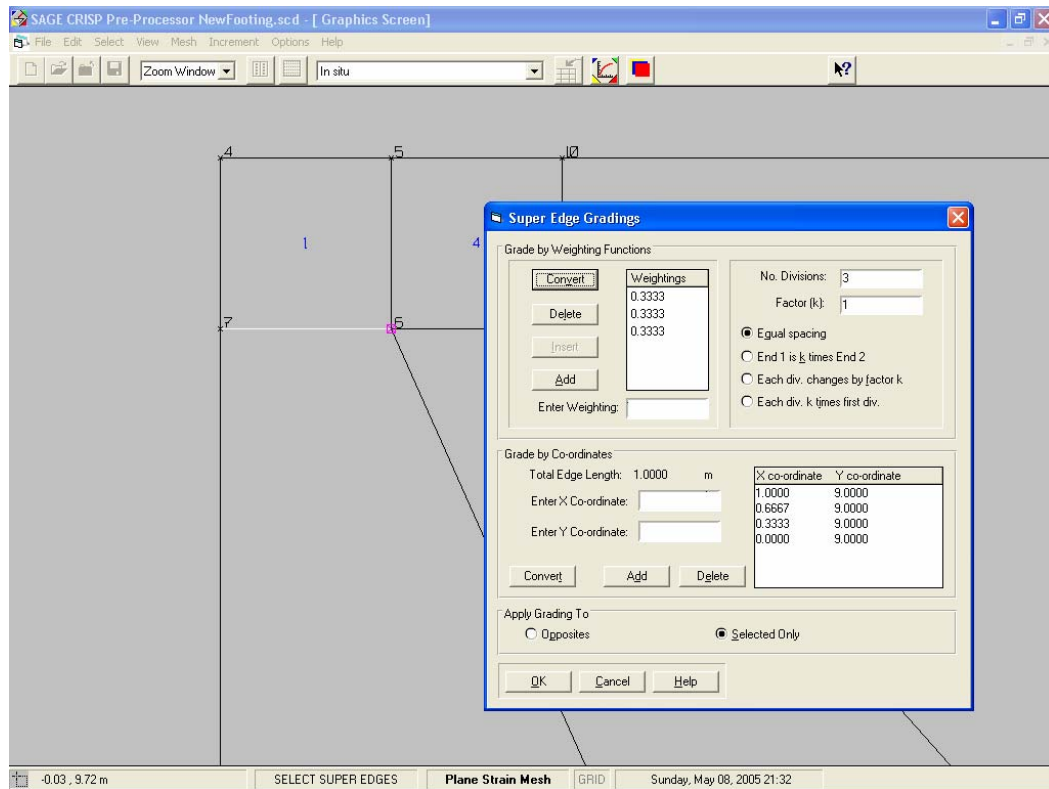 SAGE CRISP Pre-Processor NewFooting.scd - [ Graphics Screen]
File Edit Select View Mesh Increment Options Help
Zoom Window In situ
4 5 10
1 4
7 6
Super Edge Gradings
Grade by Weighting Functions
Convert
Delete
Insert
Add
Enter Weighting:
Weightings
0.3333
0.3333
0.3333
No. Divisions: 3
Factor (k): 1
Equal spacing
End 1 is k times End 2
Each div. changes by factor k
Each div. k times first div.
Grade by Co-ordinates
Total Edge Length: 1.0000 m
Enter X Co-ordinate:
Enter Y Co-ordinate:
Convert Add Delete
X co-ordinate Y co-ordinate
1.0000 9.0000
0.6667 9.0000
0.3333 9.0000
0.0000 9.0000
Apply Grading To
Opposites Selected Only
OK Cancel Help
-0.03 , 9.72 m SELECT SUPER EDGES Plane Strain Mesh GRID Sunday, May 08, 2005 21:32